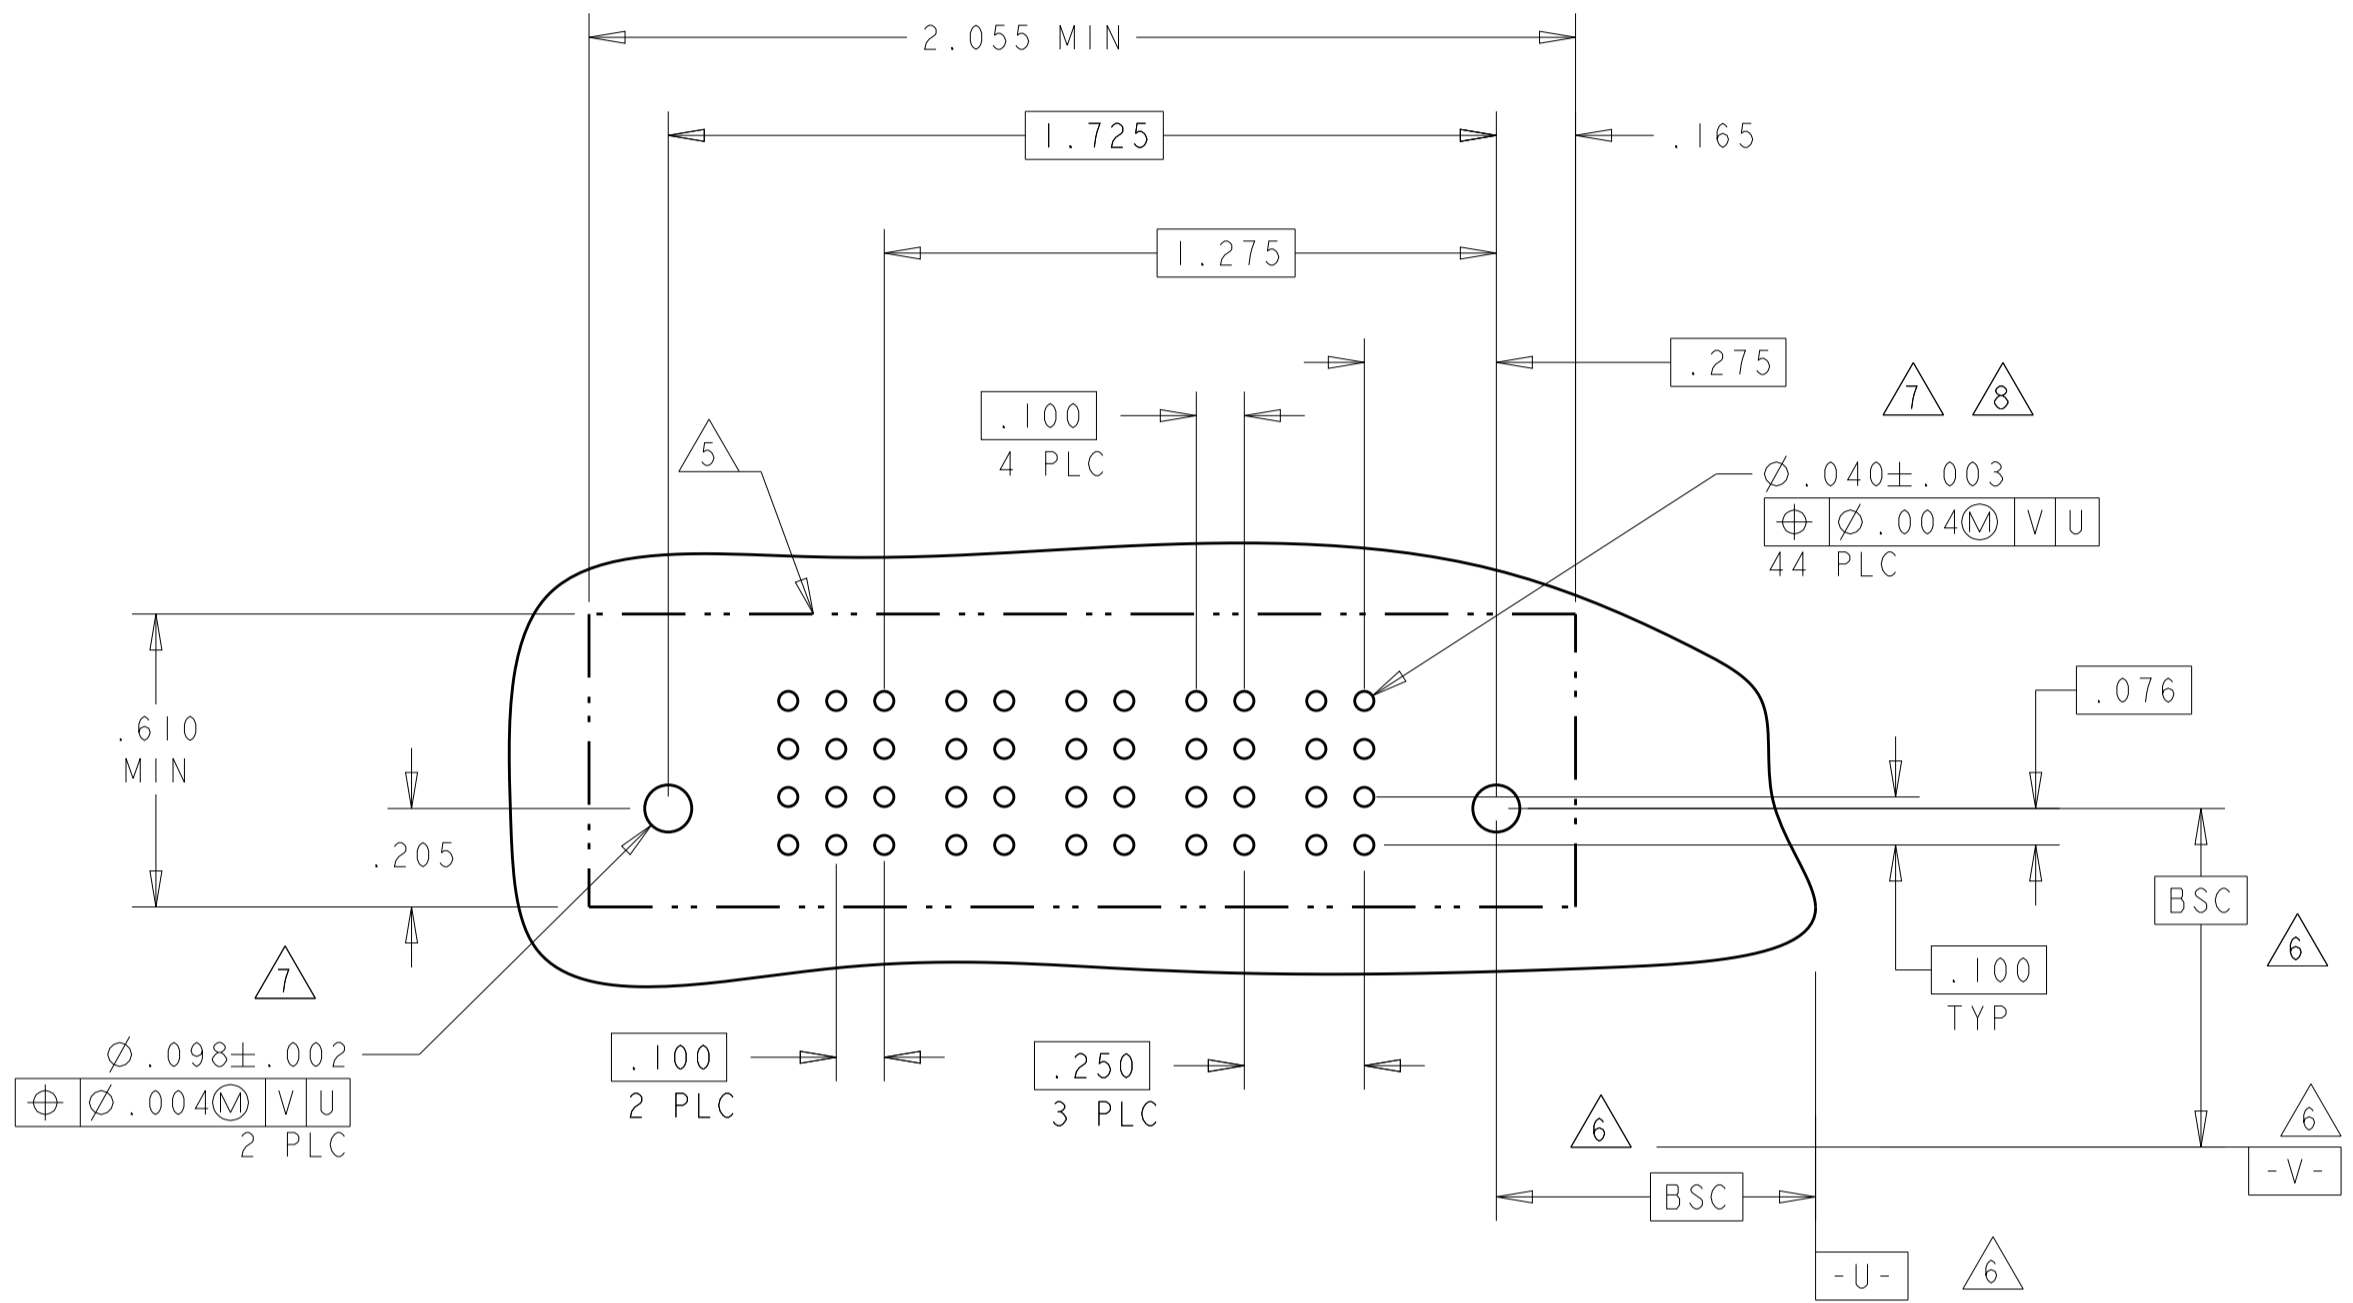 2.055 MIN
1.725
.165
1.275
.275
.100
4 PLC
7
8
5
⌀.040±.003
⌖ ⌀.004Ⓜ V U
44 PLC
.076
.610
MIN
.205
BSC
6
7
.100
TYP
⌀.098±.002
⌖ ⌀.004Ⓜ V U
2 PLC
.100
2 PLC
.250
3 PLC
6
6
-V-
BSC
-U-
6